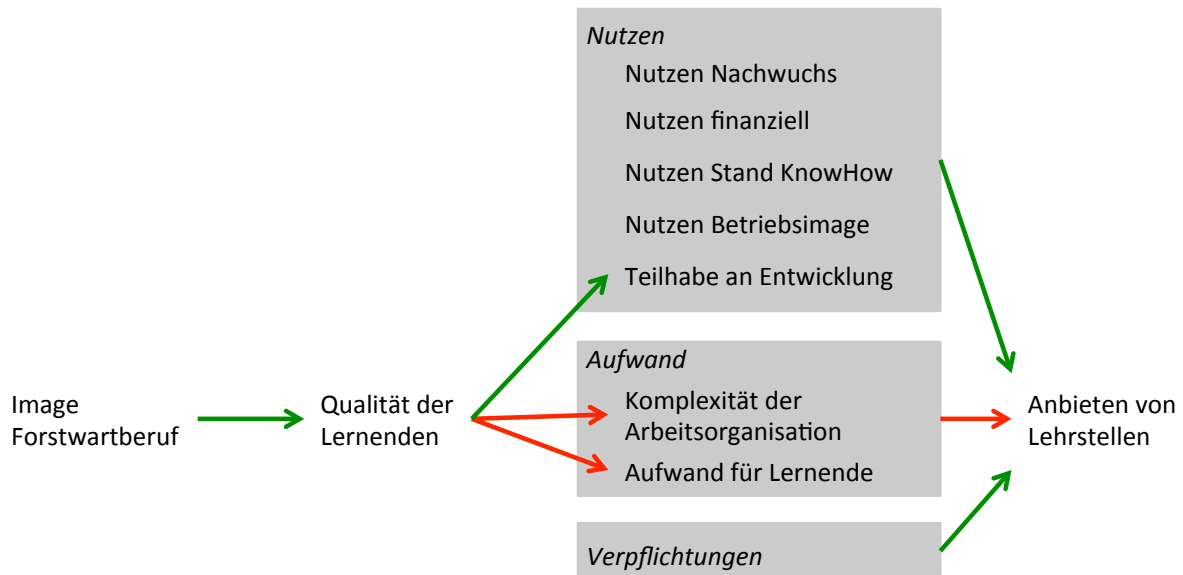 Nutzen
Nutzen Nachwuchs
Nutzen finanziell
Nutzen Stand KnowHow
Nutzen Betriebsimage
Teilhabe an Entwicklung
Image
Forstwartberuf
Qualität der
Lernenden
Aufwand
Komplexität der
Arbeitsorganisation
Aufwand für Lernende
Anbieten von
Lehrstellen
Verpflichtungen